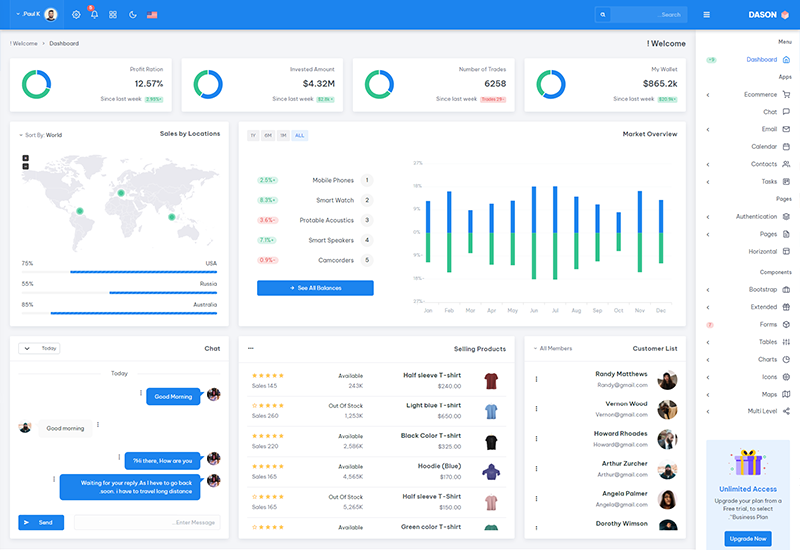 DASON
Search...
Paul K.
5
! Welcome
! Welcome > Dashboard
Menu
Dashboard
Apps
Ecommerce
Chat
Email
Calendar
Contacts
Tasks
Pages
Authentication
Pages
Horizontal
Components
Bootstrap
Extended
Forms
Tables
Charts
Icons
Maps
Multi Level
Unlimited Access
Upgrade your plan from a
Free trial, to select
.'Business Plan'
Upgrade Now
My Wallet
$865.2k
Since last week $20.9k+
Number of Trades
6258
Since last week Trades 29-
Invested Amount
$4.32M
Since last week
Profit Ration
12.57%
Since last week 2.95%+
Market Overview
ALL 1M 6M 1Y
1 Mobile Phones 2.5%+
2 Smart Watch 8.3%+
3 Protable Acoustics 3.6%-
4 Smart Speakers 7.1%+
5 Camcorders 0.9%-
→ See All Balances
27%
18%
9%
0%
9%-
18%-
27%-
Jan Feb Mar Apr May Jun Jul Aug Sep Oct Nov Dec
Sales by Locations
Sort By: World
+
-
USA 75%
Russia 55%
Australia 85%
Customer List
All Members
Randy Matthews
Randy@gmail.com
Vernon Wood
Vernon@gmail.com
Howard Rhoades
Howard@gmail.com
Arthur Zurcher
Arthur@gmail.com
Angela Palmer
Angela@gmail.com
Dorothy Wimson
Selling Products
Half sleeve T-shirt Available
$240.00 243K Sales 145
Light blue T-shirt Out Of Stock
$650.00 1,253K Sales 260
Black Color T-shirt Available
$325.00 2,586K Sales 220
Hoodie (Blue) Available
$170.00 4,565K Sales 165
Half sleeve T-shirt Out Of Stock
$150.00 5,265K Sales 165
Green color T-shirt Available
Chat
Today
Today
Good Morning
Good morning
?Hi there, How are you
Waiting for your reply.As I have to go back
.soon. i have to travel long distance
Enter Message...
Send